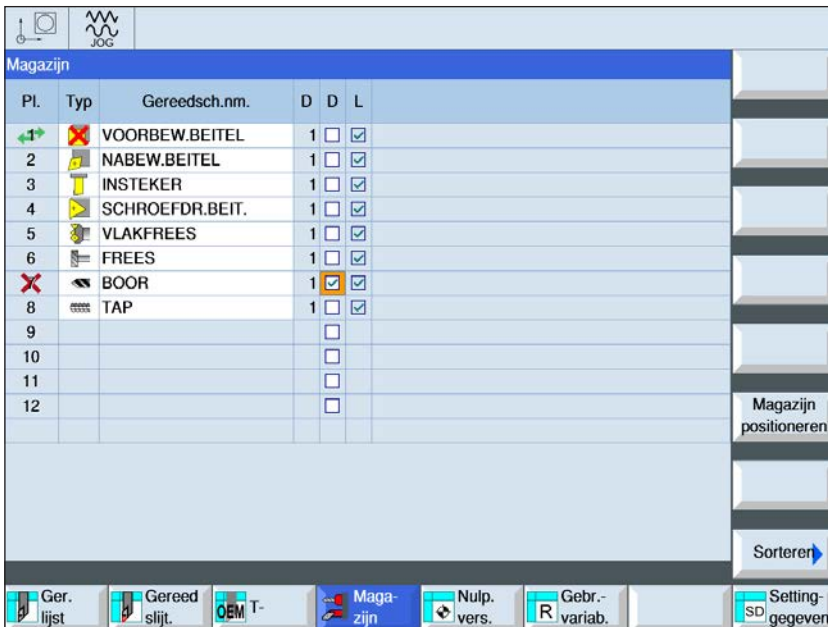 JOG
Magazijn
Pl. Typ Gereedsch.nm. D D L
1 VOORBEW.BEITEL 1
2 NABEW.BEITEL 1
3 INSTEKER 1
4 SCHROEFDR.BEIT. 1
5 VLAKFREES 1
6 FREES 1
7 BOOR 1
8 TAP 1
9
10
11
12
Magazijn
positioneren
Sorteren
Ger.
lijst
Gereed
slijt.
OEM T-
Maga-
zijn
Nulp.
vers.
R Gebr.-
variab.
SD Setting-
gegeven